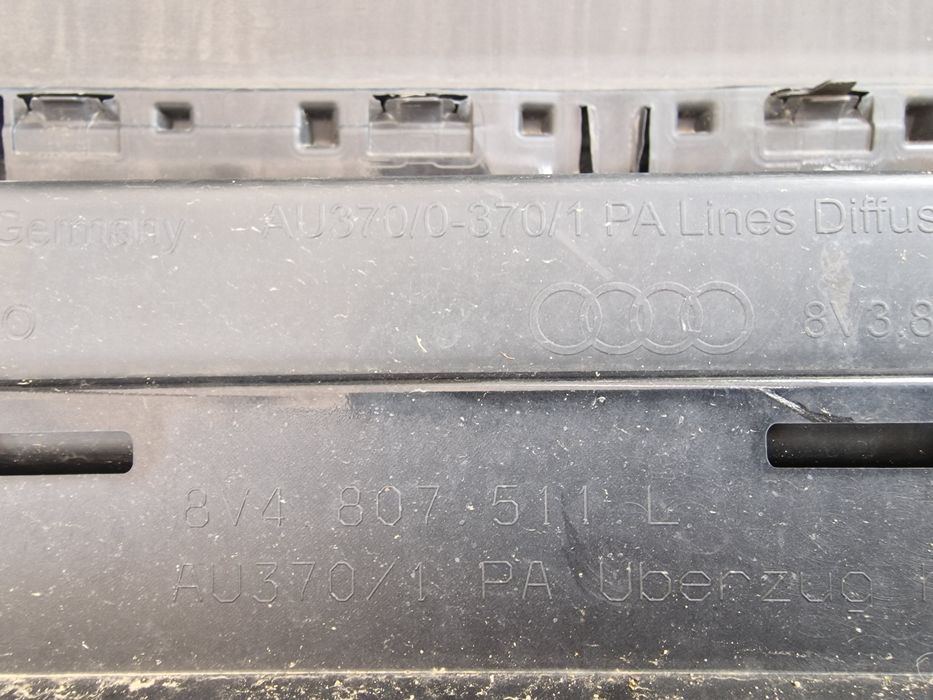 Germany AU370/0-370/1 PA Lines Diffus
8V3.8
8V4 807 511 L
AU370/1 PA Überzug